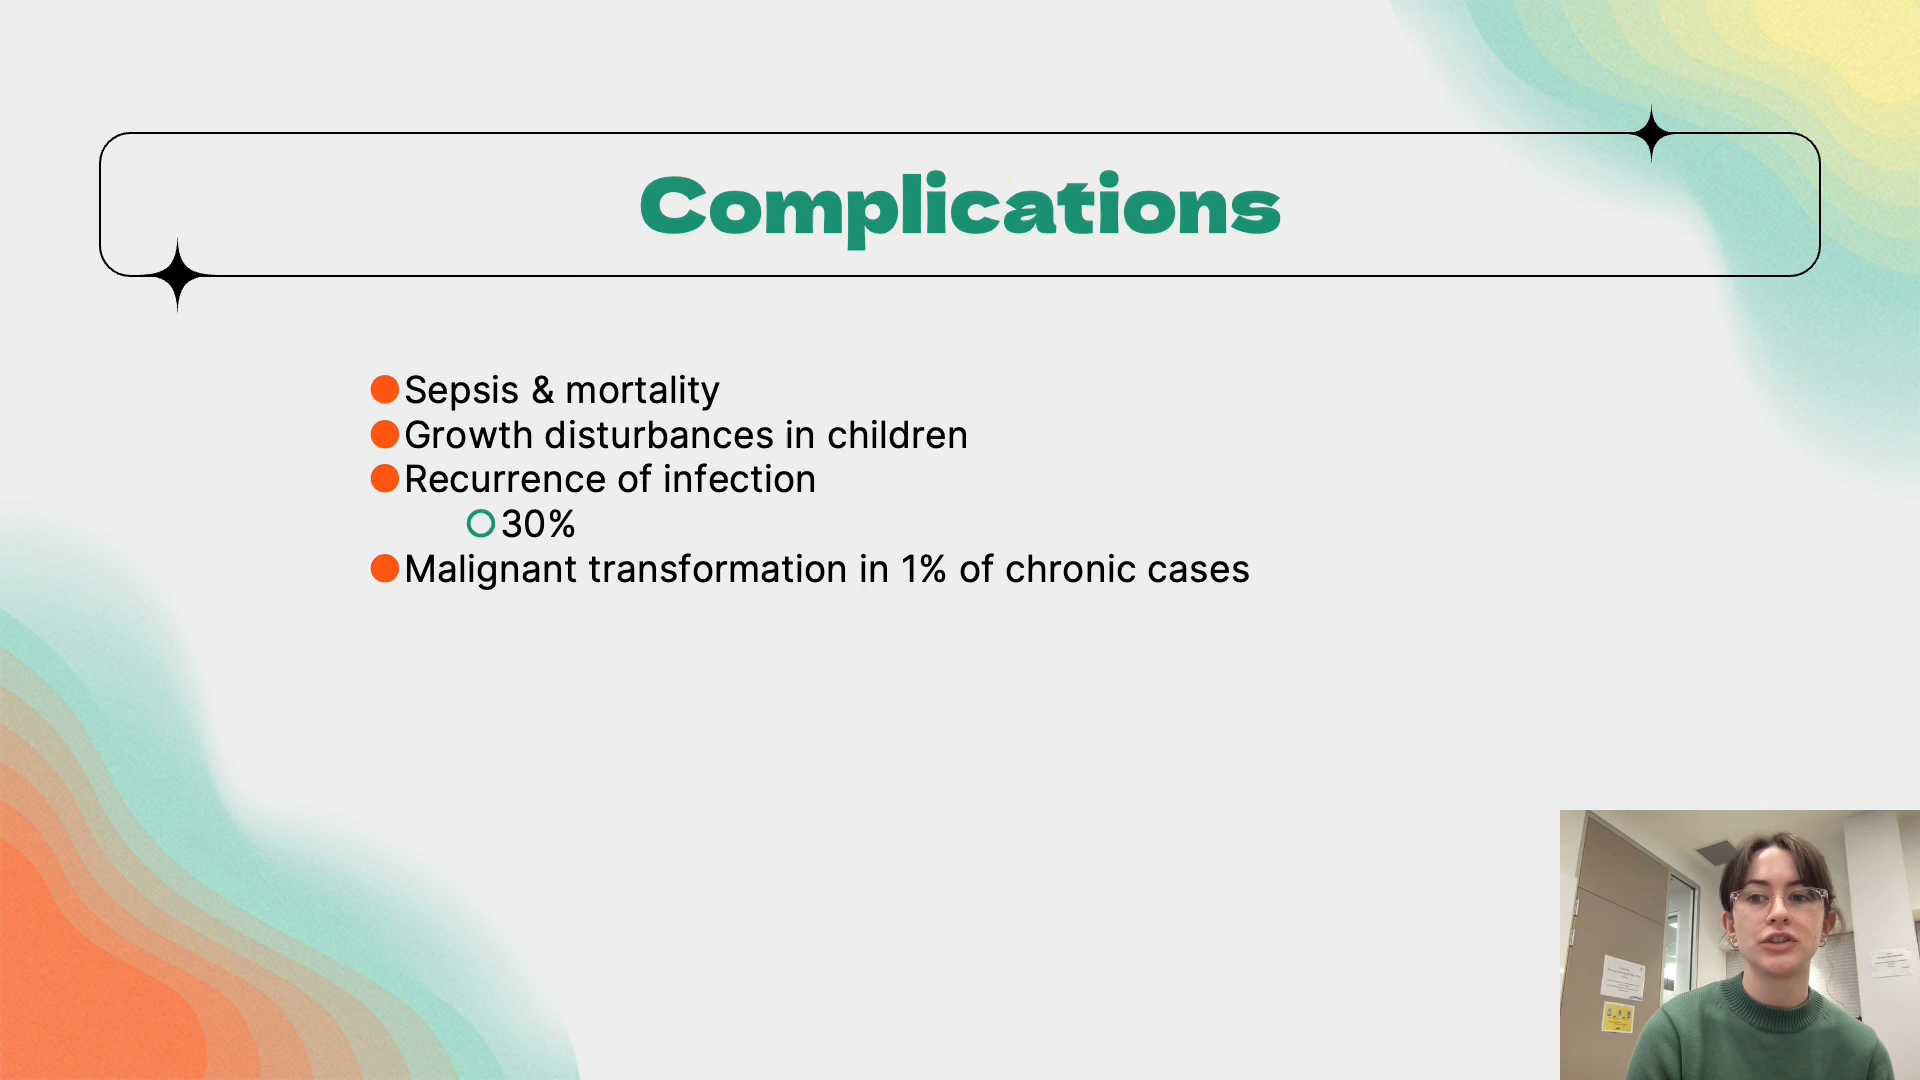 Complications
Sepsis & mortality
Growth disturbances in children
Recurrence of infection
30%
Malignant transformation in 1% of chronic cases